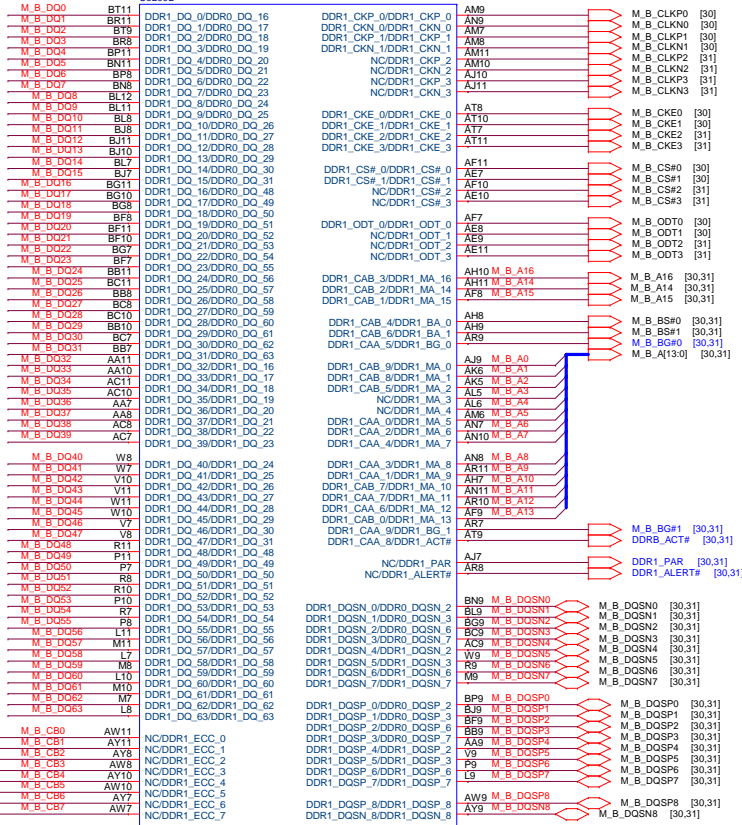 M_B_DQ0 BT11 DDR1_DQ_0/DDR0_DQ_16
M_B_DQ1 BR11 DDR1_DQ_1/DDR0_DQ_17
M_B_DQ2 BT9 DDR1_DQ_2/DDR0_DQ_18
M_B_DQ3 BR8 DDR1_DQ_3/DDR0_DQ_19
M_B_DQ4 BP11 DDR1_DQ_4/DDR0_DQ_20
M_B_DQ5 BN11 DDR1_DQ_5/DDR0_DQ_21
M_B_DQ6 BP8 DDR1_DQ_6/DDR0_DQ_22
M_B_DQ7 BN8 DDR1_DQ_7/DDR0_DQ_23
M_B_DQ8 BL12 DDR1_DQ_8/DDR0_DQ_24
M_B_DQ9 BL11 DDR1_DQ_9/DDR0_DQ_25
M_B_DQ10 BL8 DDR1_DQ_10/DDR0_DQ_26
M_B_DQ11 BJ8 DDR1_DQ_11/DDR0_DQ_27
M_B_DQ12 BJ11 DDR1_DQ_12/DDR0_DQ_28
M_B_DQ13 BJ10 DDR1_DQ_13/DDR0_DQ_29
M_B_DQ14 BL7 DDR1_DQ_14/DDR0_DQ_30
M_B_DQ15 BJ7 DDR1_DQ_15/DDR0_DQ_31
M_B_DQ16 BG11 DDR1_DQ_16/DDR0_DQ_48
M_B_DQ17 BG10 DDR1_DQ_17/DDR0_DQ_49
M_B_DQ18 BG8 DDR1_DQ_18/DDR0_DQ_50
M_B_DQ19 BF8 DDR1_DQ_19/DDR0_DQ_51
M_B_DQ20 BF11 DDR1_DQ_20/DDR0_DQ_52
M_B_DQ21 BF10 DDR1_DQ_21/DDR0_DQ_53
M_B_DQ22 BG7 DDR1_DQ_22/DDR0_DQ_54
M_B_DQ23 BF7 DDR1_DQ_23/DDR0_DQ_55
M_B_DQ24 BB11 DDR1_DQ_24/DDR0_DQ_56
M_B_DQ25 BC11 DDR1_DQ_25/DDR0_DQ_57
M_B_DQ26 BB8 DDR1_DQ_26/DDR0_DQ_58
M_B_DQ27 BC8 DDR1_DQ_27/DDR0_DQ_59
M_B_DQ28 BC10 DDR1_DQ_28/DDR0_DQ_60
M_B_DQ29 BB10 DDR1_DQ_29/DDR0_DQ_61
M_B_DQ30 BC7 DDR1_DQ_30/DDR0_DQ_62
M_B_DQ31 BB7 DDR1_DQ_31/DDR0_DQ_63
M_B_DQ32 AA11 DDR1_DQ_32/DDR1_DQ_16
M_B_DQ33 AA10 DDR1_DQ_33/DDR1_DQ_17
M_B_DQ34 AC11 DDR1_DQ_34/DDR1_DQ_18
M_B_DQ35 AC10 DDR1_DQ_35/DDR1_DQ_19
M_B_DQ36 AA7 DDR1_DQ_36/DDR1_DQ_20
M_B_DQ37 AA8 DDR1_DQ_37/DDR1_DQ_21
M_B_DQ38 AC8 DDR1_DQ_38/DDR1_DQ_22
M_B_DQ39 AC7 DDR1_DQ_39/DDR1_DQ_23
M_B_DQ40 W8 DDR1_DQ_40/DDR1_DQ_24
M_B_DQ41 W7 DDR1_DQ_41/DDR1_DQ_25
M_B_DQ42 V10 DDR1_DQ_42/DDR1_DQ_26
M_B_DQ43 V11 DDR1_DQ_43/DDR1_DQ_27
M_B_DQ44 W11 DDR1_DQ_44/DDR1_DQ_28
M_B_DQ45 W10 DDR1_DQ_45/DDR1_DQ_29
M_B_DQ46 V7 DDR1_DQ_46/DDR1_DQ_30
M_B_DQ47 V8 DDR1_DQ_47/DDR1_DQ_31
M_B_DQ48 R11 DDR1_DQ_48/DDR1_DQ_48
M_B_DQ49 P11 DDR1_DQ_49/DDR1_DQ_49
M_B_DQ50 P7 DDR1_DQ_50/DDR1_DQ_50
M_B_DQ51 R8 DDR1_DQ_51/DDR1_DQ_51
M_B_DQ52 R10 DDR1_DQ_52/DDR1_DQ_52
M_B_DQ53 P10 DDR1_DQ_53/DDR1_DQ_53
M_B_DQ54 R7 DDR1_DQ_54/DDR1_DQ_54
M_B_DQ55 P8 DDR1_DQ_55/DDR1_DQ_55
M_B_DQ56 L11 DDR1_DQ_56/DDR1_DQ_56
M_B_DQ57 M11 DDR1_DQ_57/DDR1_DQ_57
M_B_DQ58 L7 DDR1_DQ_58/DDR1_DQ_58
M_B_DQ59 M8 DDR1_DQ_59/DDR1_DQ_59
M_B_DQ60 L10 DDR1_DQ_60/DDR1_DQ_60
M_B_DQ61 M10 DDR1_DQ_61/DDR1_DQ_61
M_B_DQ62 M7 DDR1_DQ_62/DDR1_DQ_62
M_B_DQ63 L8 DDR1_DQ_63/DDR1_DQ_63
M_B_CB0 AW11 NC/DDR1_ECC_0
M_B_CB1 AY11 NC/DDR1_ECC_1
M_B_CB2 AY8 NC/DDR1_ECC_2
M_B_CB3 AW8 NC/DDR1_ECC_3
M_B_CB4 AY10 NC/DDR1_ECC_4
M_B_CB5 AW10 NC/DDR1_ECC_5
M_B_CB6 AY7 NC/DDR1_ECC_6
M_B_CB7 AW7 NC/DDR1_ECC_7
DDR1_CKP_0/DDR1_CKP_0 AM9 M_B_CLKP0 [30]
DDR1_CKN_0/DDR1_CKN_0 AN9 M_B_CLKN0 [30]
DDR1_CKP_1/DDR1_CKP_1 AM7 M_B_CLKP1 [30]
DDR1_CKN_1/DDR1_CKN_1 AM8 M_B_CLKN1 [30]
NC/DDR1_CKP_2 AM11 M_B_CLKP2 [31]
NC/DDR1_CKN_2 AM10 M_B_CLKN2 [31]
NC/DDR1_CKP_3 AJ10 M_B_CLKP3 [31]
NC/DDR1_CKN_3 AJ11 M_B_CLKN3 [31]
DDR1_CKE_0/DDR1_CKE_0 AT8 M_B_CKE0 [30]
DDR1_CKE_1/DDR1_CKE_1 AT10 M_B_CKE1 [30]
DDR1_CKE_2/DDR1_CKE_2 AT7 M_B_CKE2 [31]
DDR1_CKE_3/DDR1_CKE_3 AT11 M_B_CKE3 [31]
DDR1_CS#_0/DDR1_CS#_0 AF11 M_B_CS#0 [30]
DDR1_CS#_1/DDR1_CS#_1 AE7 M_B_CS#1 [30]
NC/DDR1_CS#_2 AF10 M_B_CS#2 [31]
NC/DDR1_CS#_3 AE10 M_B_CS#3 [31]
DDR1_ODT_0/DDR1_ODT_0 AF7 M_B_ODT0 [30]
NC/DDR1_ODT_1 AE8 M_B_ODT1 [30]
NC/DDR1_ODT_2 AE9 M_B_ODT2 [31]
NC/DDR1_ODT_3 AE11 M_B_ODT3 [31]
DDR1_CAB_3/DDR1_MA_16 AH10 M_B_A16 M_B_A16 [30,31]
DDR1_CAB_2/DDR1_MA_14 AH11 M_B_A14 M_B_A14 [30,31]
DDR1_CAB_1/DDR1_MA_15 AF8 M_B_A15 M_B_A15 [30,31]
DDR1_CAB_4/DDR1_BA_0 AH8 M_B_BS#0 [30,31]
DDR1_CAB_6/DDR1_BA_1 AH9 M_B_BS#1 [30,31]
DDR1_CAA_5/DDR1_BG_0 AR9 M_B_BG#0 [30,31]
M_B_A[13:0] [30,31]
DDR1_CAB_9/DDR1_MA_0 AJ9 M_B_A0
DDR1_CAB_8/DDR1_MA_1 AK6 M_B_A1
DDR1_CAB_5/DDR1_MA_2 AK5 M_B_A2
NC/DDR1_MA_3 AL5 M_B_A3
NC/DDR1_MA_4 AL6 M_B_A4
DDR1_CAA_0/DDR1_MA_5 AM6 M_B_A5
DDR1_CAA_2/DDR1_MA_6 AN7 M_B_A6
DDR1_CAA_4/DDR1_MA_7 AN10 M_B_A7
DDR1_CAA_3/DDR1_MA_8 AN8 M_B_A8
DDR1_CAA_1/DDR1_MA_9 AR11 M_B_A9
DDR1_CAB_7/DDR1_MA_10 AH7 M_B_A10
DDR1_CAA_7/DDR1_MA_11 AN11 M_B_A11
DDR1_CAA_6/DDR1_MA_12 AR10 M_B_A12
DDR1_CAB_0/DDR1_MA_13 AF9 M_B_A13
DDR1_CAA_9/DDR1_BG_1 AR7 M_B_BG#1 [30,31]
DDR1_CAA_8/DDR1_ACT# AT9 DDRB_ACT# [30,31]
NC/DDR1_PAR AJ7 DDR1_PAR [30,31]
NC/DDR1_ALERT# AR8 DDR1_ALERT# [30,31]
DDR1_DQSN_0/DDR0_DQSN_2 BN9 M_B_DQSN0 M_B_DQSN0 [30,31]
DDR1_DQSN_1/DDR0_DQSN_3 BL9 M_B_DQSN1 M_B_DQSN1 [30,31]
DDR1_DQSN_2/DDR0_DQSN_6 BG9 M_B_DQSN2 M_B_DQSN2 [30,31]
DDR1_DQSN_3/DDR0_DQSN_7 BC9 M_B_DQSN3 M_B_DQSN3 [30,31]
DDR1_DQSN_4/DDR1_DQSN_2 AC9 M_B_DQSN4 M_B_DQSN4 [30,31]
DDR1_DQSN_5/DDR1_DQSN_3 W9 M_B_DQSN5 M_B_DQSN5 [30,31]
DDR1_DQSN_6/DDR1_DQSN_6 R9 M_B_DQSN6 M_B_DQSN6 [30,31]
DDR1_DQSN_7/DDR1_DQSN_7 M9 M_B_DQSN7 M_B_DQSN7 [30,31]
DDR1_DQSP_0/DDR0_DQSP_2 BP9 M_B_DQSP0 M_B_DQSP0 [30,31]
DDR1_DQSP_1/DDR0_DQSP_3 BJ9 M_B_DQSP1 M_B_DQSP1 [30,31]
DDR1_DQSP_2/DDR0_DQSP_6 BF9 M_B_DQSP2 M_B_DQSP2 [30,31]
DDR1_DQSP_3/DDR0_DQSP_7 BB9 M_B_DQSP3 M_B_DQSP3 [30,31]
DDR1_DQSP_4/DDR1_DQSP_2 AA9 M_B_DQSP4 M_B_DQSP4 [30,31]
DDR1_DQSP_5/DDR1_DQSP_3 V9 M_B_DQSP5 M_B_DQSP5 [30,31]
DDR1_DQSP_6/DDR1_DQSP_6 P9 M_B_DQSP6 M_B_DQSP6 [30,31]
DDR1_DQSP_7/DDR1_DQSP_7 L9 M_B_DQSP7 M_B_DQSP7 [30,31]
DDR1_DQSP_8/DDR1_DQSP_8 AW9 M_B_DQSP8 M_B_DQSP8 [30,31]
DDR1_DQSN_8/DDR1_DQSN_8 AY9 M_B_DQSN8 M_B_DQSN8 [30,31]